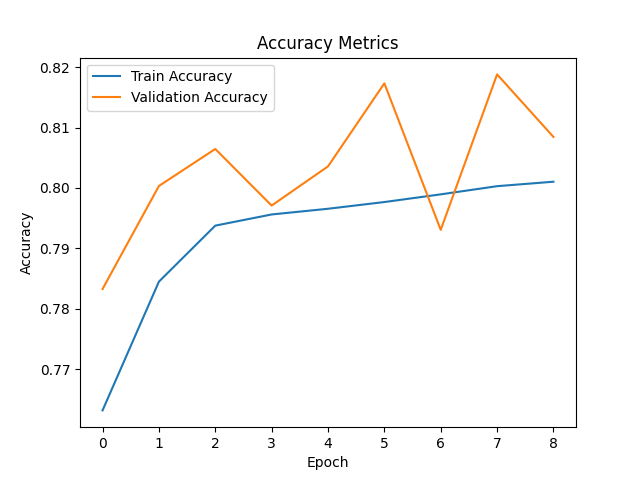 Accuracy Metrics
Train Accuracy
Validation Accuracy
0.82
0.81
0.80
0.79
0.78
0.77
Accuracy
0 1 2 3 4 5 6 7 8
Epoch